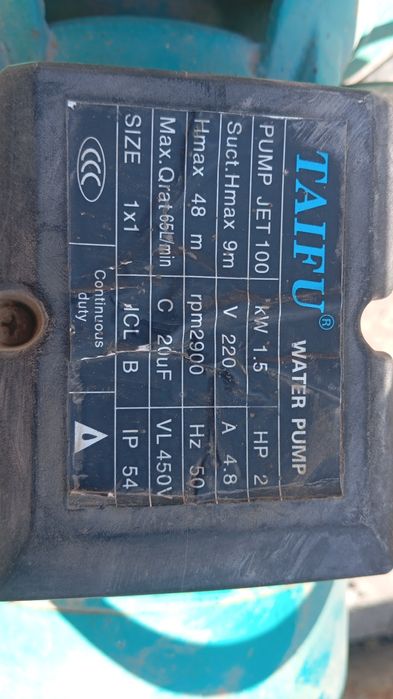 TAIFU® WATER PUMP
PUMP JET 100 kW 1.5 HP 2
Suct.Hmax 9m V 220 A 4.8
Hmax 48 m rpm2900 Hz 50
Max.Qrat 65L/min C 20uF VL 450V
SIZE 1x1 ICL B IP 54
CCC Continuous
duty